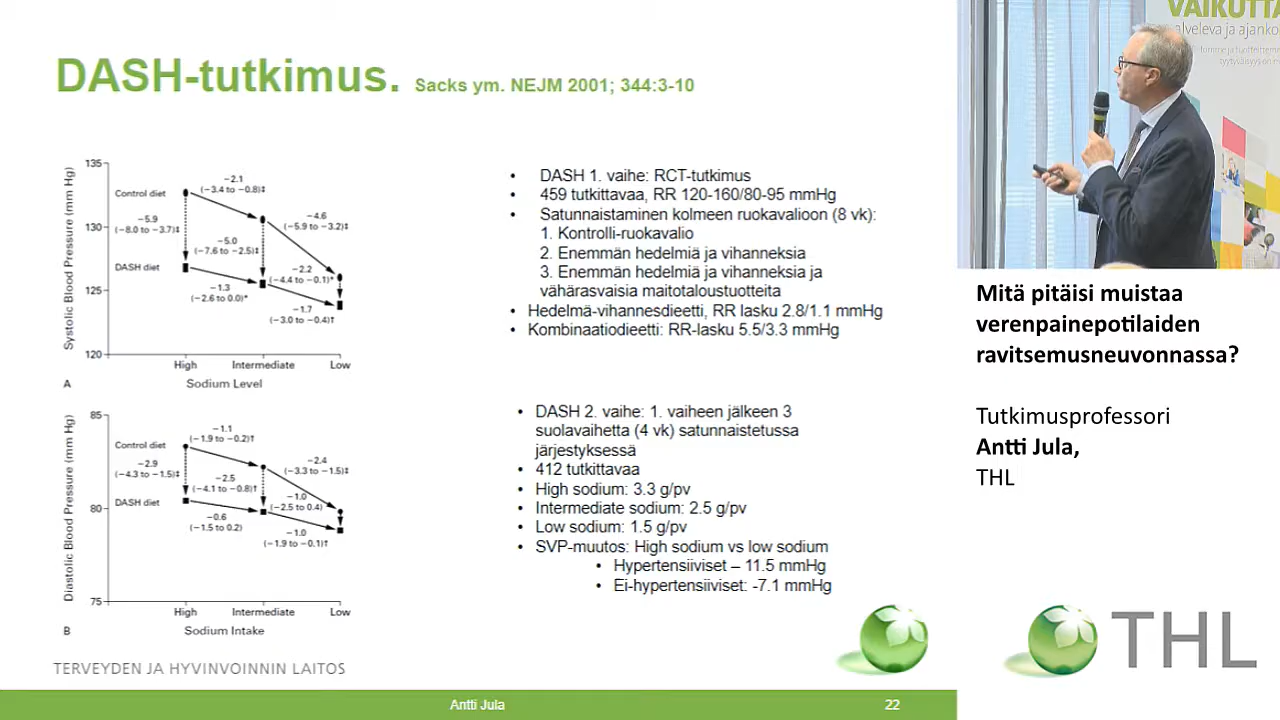 DASH-tutkimus. Sacks ym. NEJM 2001; 344:3-10
Systolic Blood Pressure (mm Hg)
135
130
125
120
Control diet
−2.1
(−3.4 to −0.8)‡
−5.9
(−8.0 to −3.7)‡
−4.6
(−5.9 to −3.2)‡
−5.0
(−7.6 to −2.5)‡
DASH diet
−2.2
(−4.4 to −0.1)*
−1.3
(−2.6 to 0.0)*
−1.7
(−3.0 to −0.4)†
High Intermediate Low
A Sodium Level
Diastolic Blood Pressure (mm Hg)
85
80
75
Control diet
−1.1
(−1.9 to −0.2)†
−2.9
(−4.3 to −1.5)‡
−2.4
(−3.3 to −1.5)‡
−2.5
(−4.1 to −0.8)†
DASH diet
−1.0
(−2.5 to 0.4)
−0.6
(−1.5 to 0.2)
−1.0
(−1.9 to −0.1)†
High Intermediate Low
B Sodium Intake
• DASH 1. vaihe: RCT-tutkimus
• 459 tutkittavaa, RR 120-160/80-95 mmHg
• Satunnaistaminen kolmeen ruokavalioon (8 vk):
1. Kontrolli-ruokavalio
2. Enemmän hedelmiä ja vihanneksia
3. Enemmän hedelmiä ja vihanneksia ja
vähärasvaisia maitotaloustuotteita
• Hedelmä-vihannesdieetti, RR lasku 2.8/1.1 mmHg
• Kombinaatiodieetti: RR-lasku 5.5/3.3 mmHg
• DASH 2. vaihe: 1. vaiheen jälkeen 3
suolavaihetta (4 vk) satunnaistetussa
järjestyksessä
• 412 tutkittavaa
• High sodium: 3.3 g/pv
• Intermediate sodium: 2.5 g/pv
• Low sodium: 1.5 g/pv
• SVP-muutos: High sodium vs low sodium
• Hypertensiiviset – 11.5 mmHg
• Ei-hypertensiiviset: -7.1 mmHg
TERVEYDEN JA HYVINVOINNIN LAITOS
Antti Jula 22
VAIKUTTA
alveleva ja ajanko
Mitä pitäisi muistaa
verenpainepotilaiden
ravitsemusneuvonnassa?
Tutkimusprofessori
Antti Jula,
THL
THL